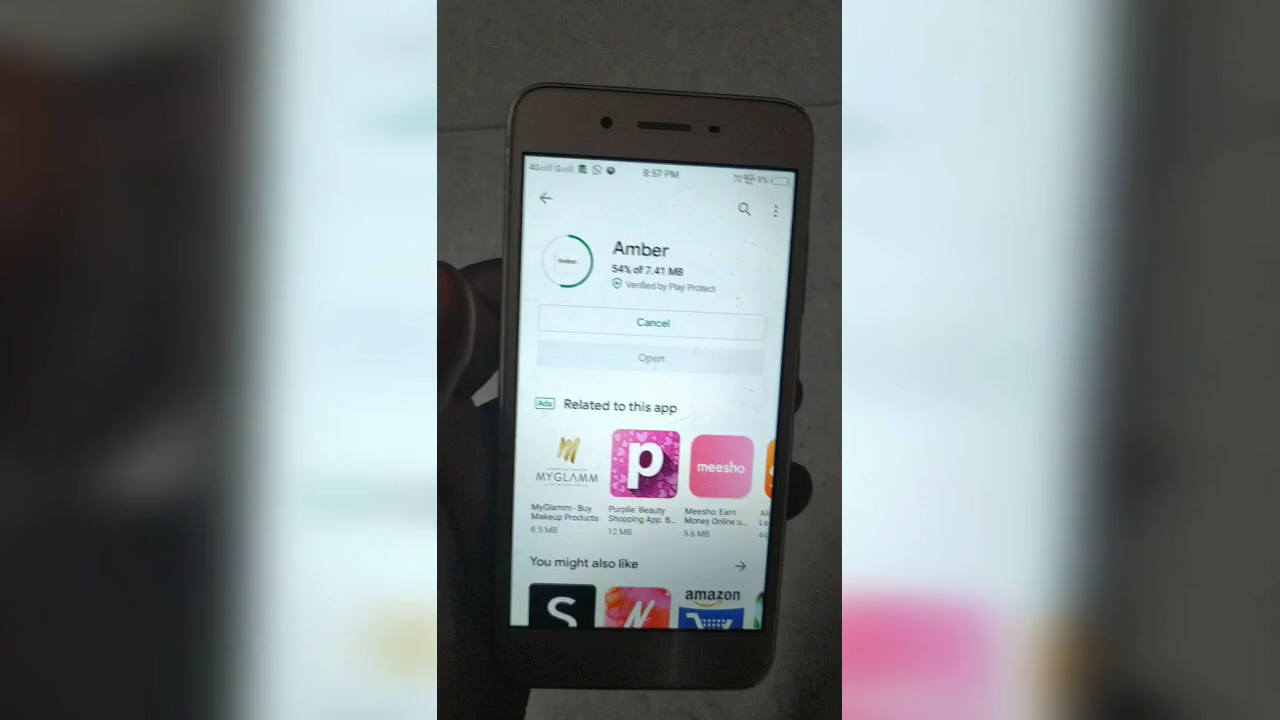 8:57 PM
9%
Amber
54% of 7.41 MB
Verified by Play Protect
Cancel
Open
Ads Related to this app
MYGLAMM
p
meesho
MyGlamm - Buy
Makeup Products
8.5 MB
Purplle: Beauty
Shopping App. B...
12 MB
Meesho: Earn
Money Online u...
5.6 MB
You might also like
S
N
amazon